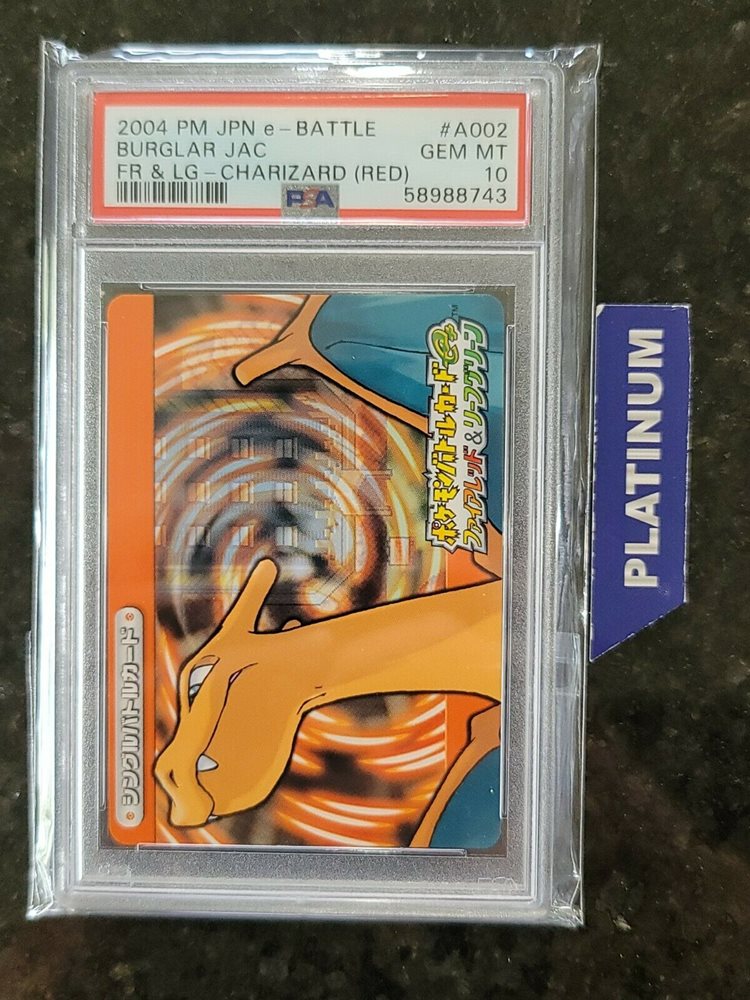 2004 PM JPN e-BATTLE #A002
BURGLAR JAC GEM MT
FR & LG-CHARIZARD (RED) 10
PSA 58988743
ポケモンバトルカードe+ TM
ファイアレッド&リーフグリーン
シングルバトルカード
PLATINUM